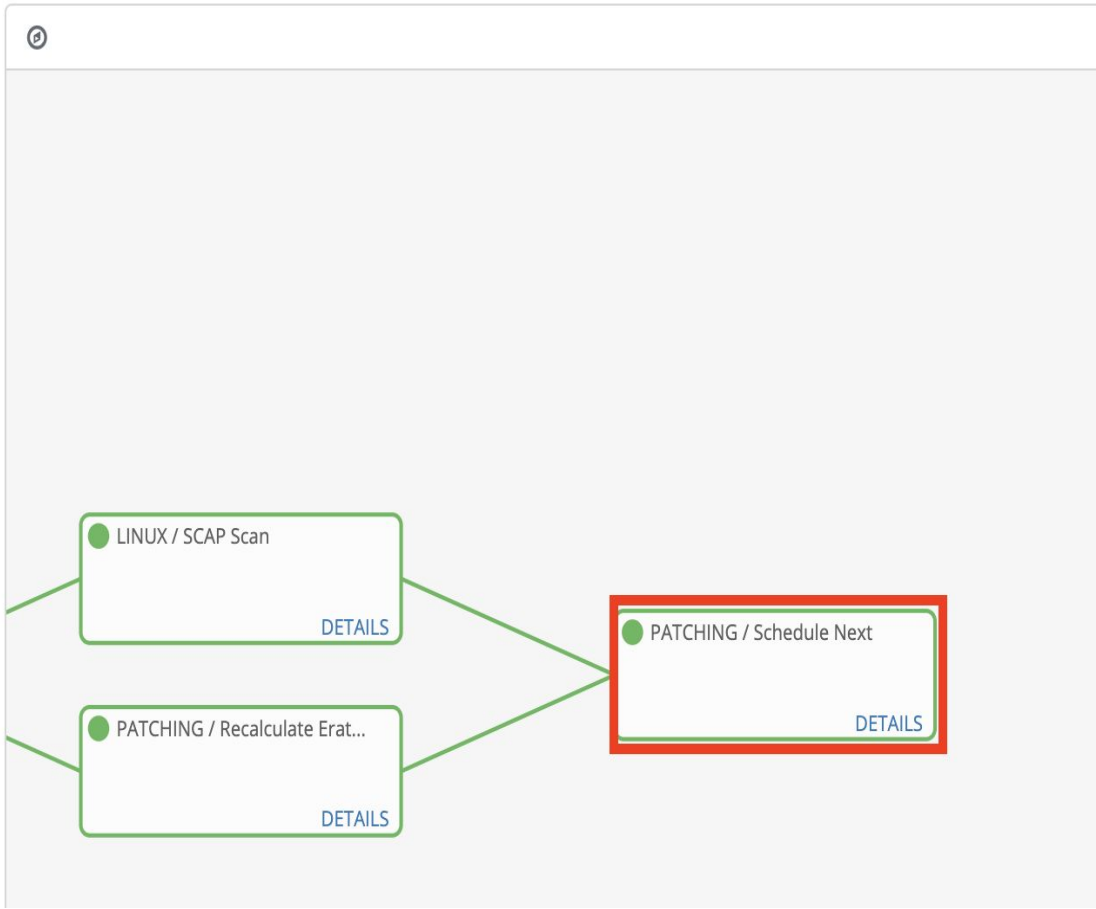 LINUX / SCAP Scan
DETAILS
PATCHING / Schedule Next
DETAILS
PATCHING / Recalculate Erat...
DETAILS